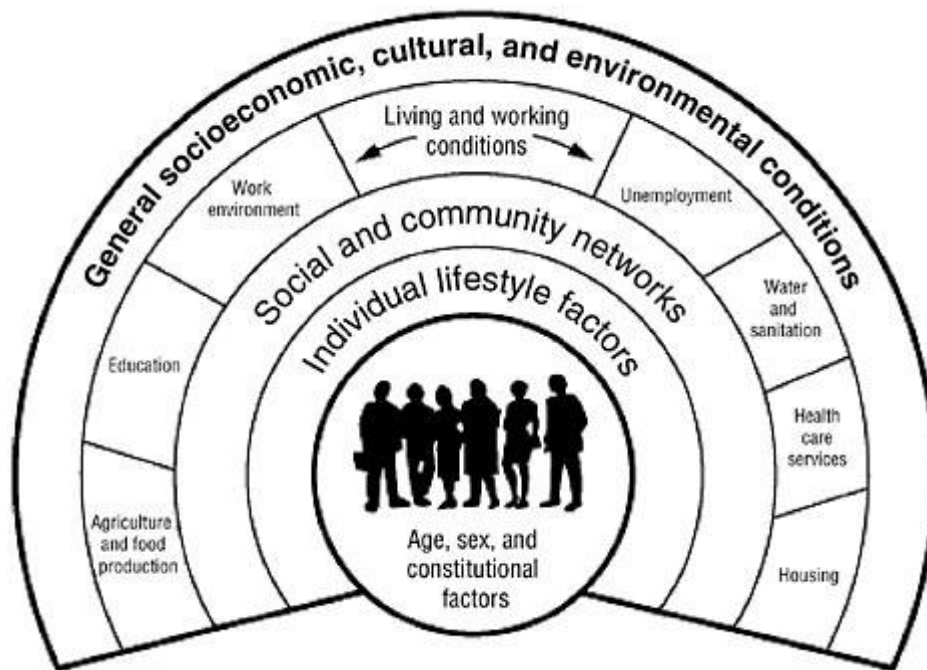 General socioeconomic, cultural, and environmental conditions
Living and working
conditions
Work
environment
Unemployment
Education
Water
and
sanitation
Agriculture
and food
production
Health
care
services
Housing
Social and community networks
Individual lifestyle factors
Age, sex, and
constitutional
factors